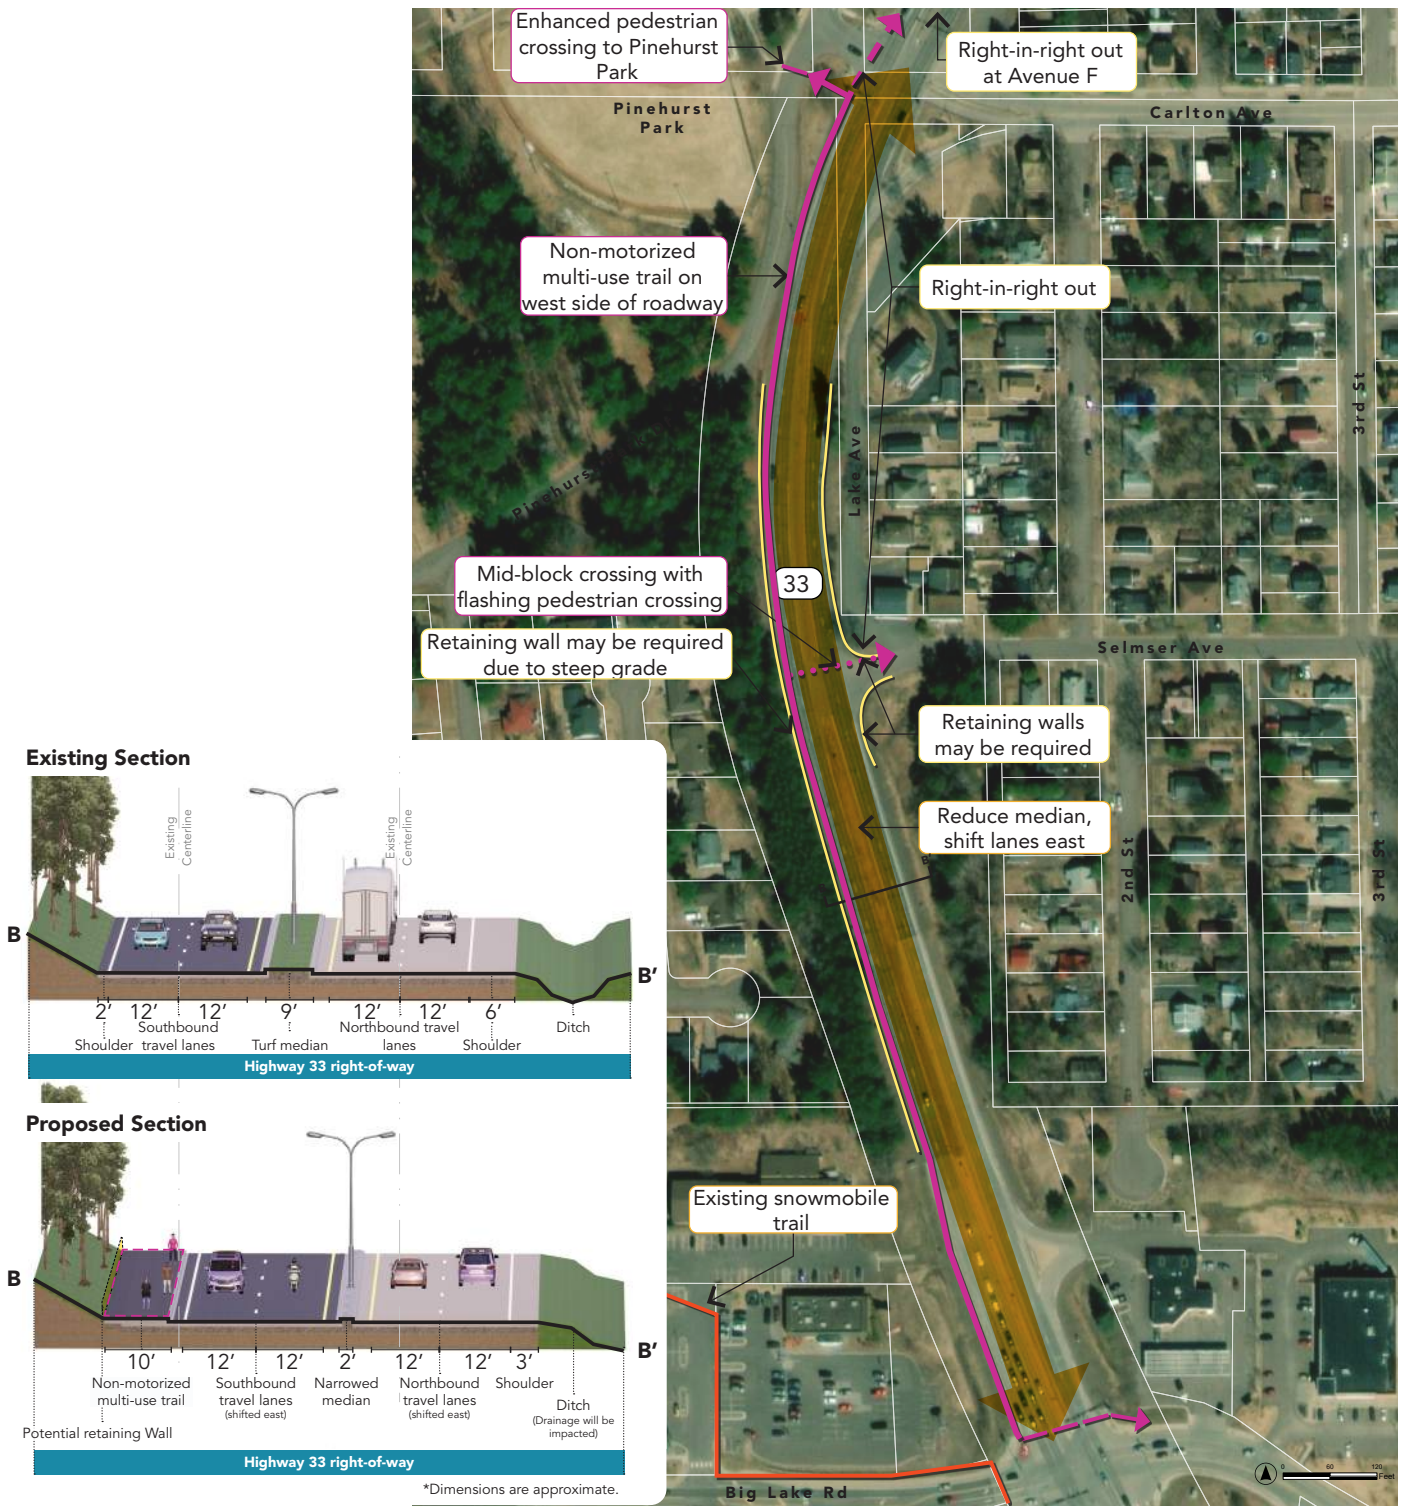 Enhanced pedestrian
crossing to Pinehurst
Park
Right-in-right out
at Avenue F
Pinehurst
Park
Carlton Ave
Non-motorized
multi-use trail on
west side of roadway
Right-in-right out
3rd St
Lake Ave
Pinehurs
Mid-block crossing with
flashing pedestrian crossing
33
Retaining wall may be required
due to steep grade
Selmser Ave
Retaining walls
may be required
Reduce median,
shift lanes east
B'
2nd St
3rd St
Existing Section
Existing
Centerline
Existing
Centerline
B
B'
2' 12' 12' 9' 12' 12' 6'
Shoulder
Southbound
travel lanes
Turf median
Northbound travel
lanes
Shoulder
Ditch
Highway 33 right-of-way
Proposed Section
B
B'
10' 12' 12' 2' 12' 12' 3'
Non-motorized
multi-use trail
Southbound
travel lanes
(shifted east)
Narrowed
median
Northbound
travel lanes
(shifted east)
Shoulder
Ditch
(Drainage will be
impacted)
Potential retaining Wall
Highway 33 right-of-way
*Dimensions are approximate.
Existing snowmobile
trail
Big Lake Rd
0 60 120
Feet